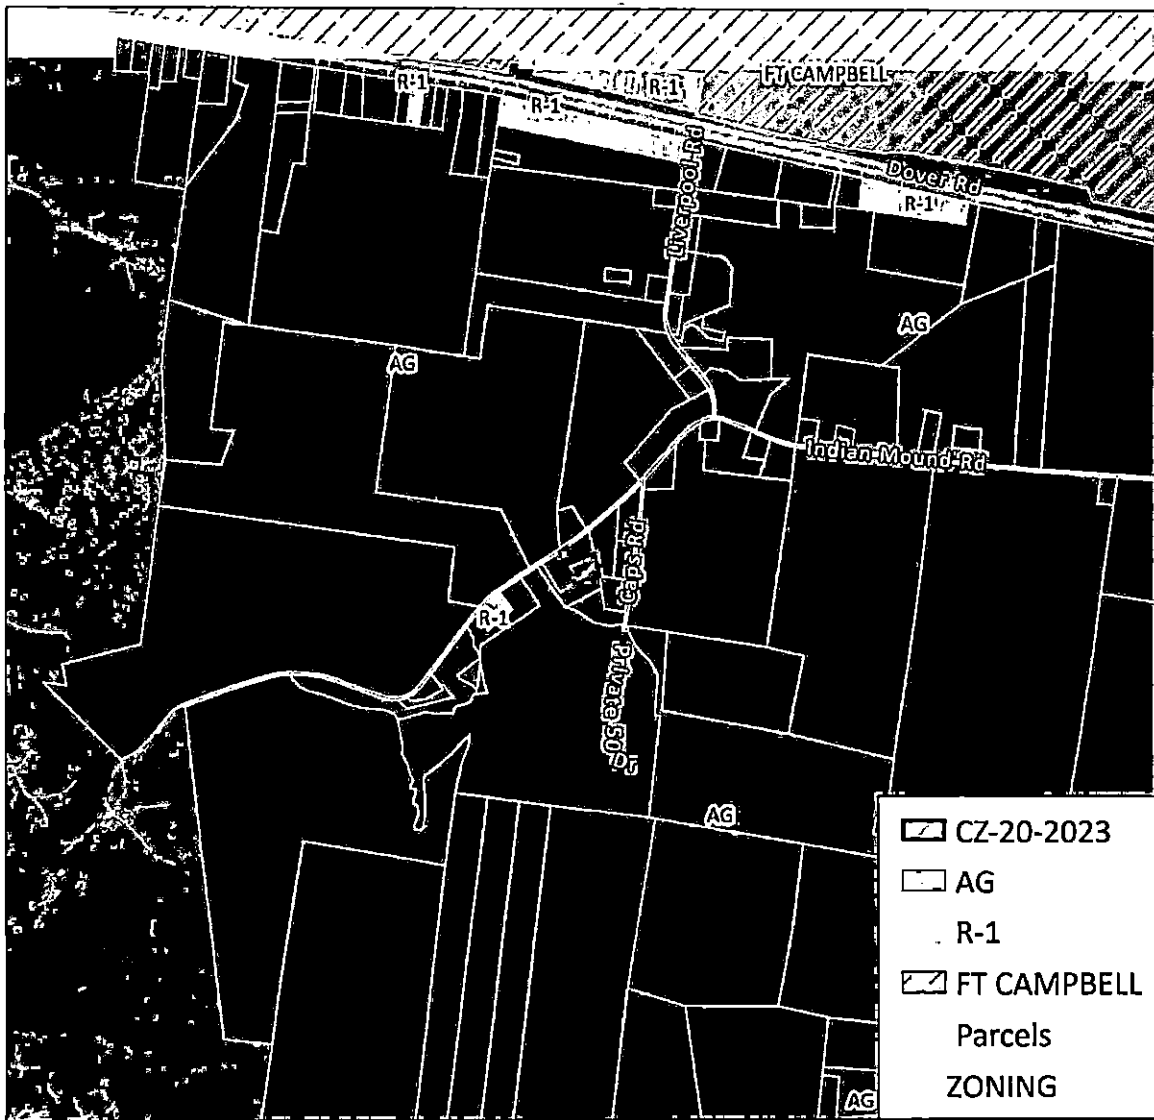 FT CAMPBELL
R-1
R-1
R-1
Dover Rd
R-1
Liverpool Rd
AG
AG
Indian Mound Rd
Caps Rd
R-1
Private 50 Dr
AG
CZ-20-2023
AG
R-1
FT CAMPBELL
Parcels
ZONING
AG